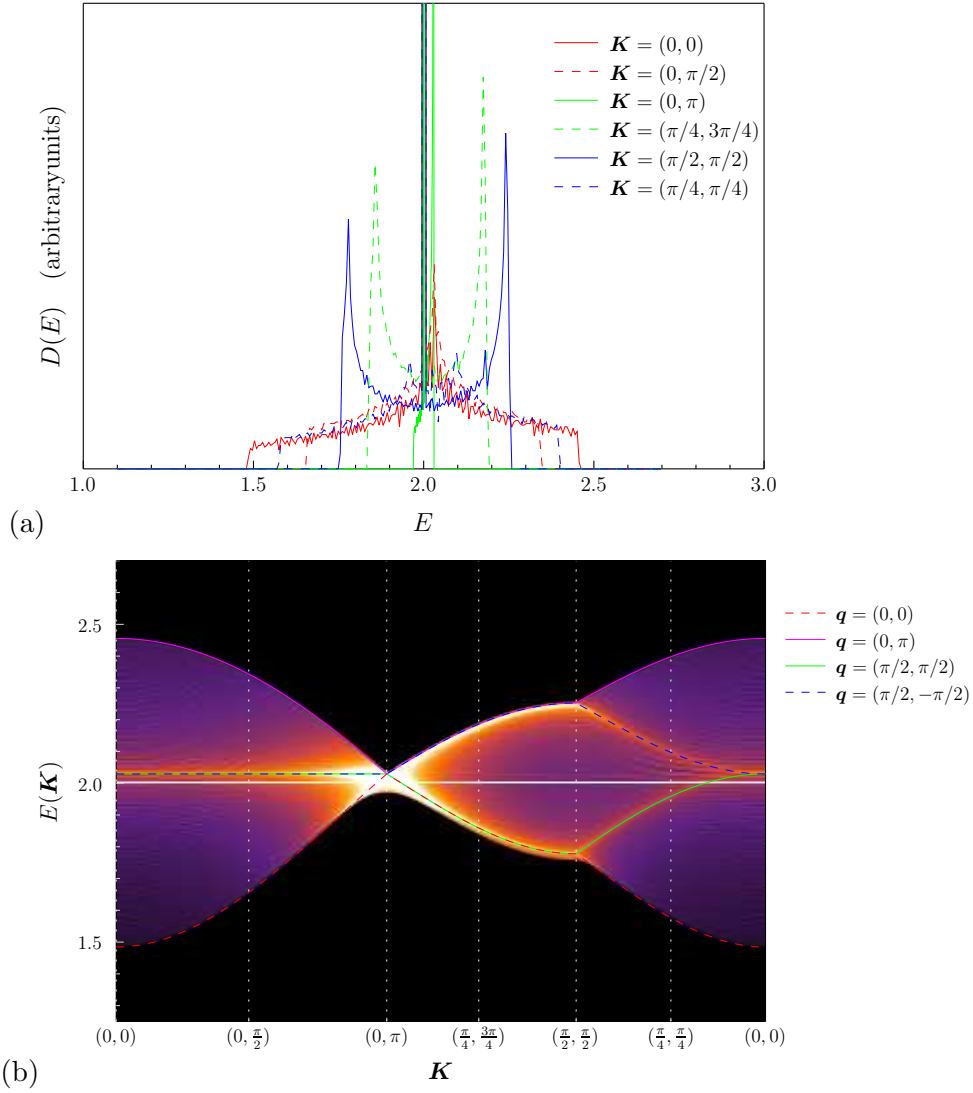 D(E) (arbitraryunits)
K = (0, 0)
K = (0, π/2)
K = (0, π)
K = (π/4, 3π/4)
K = (π/2, π/2)
K = (π/4, π/4)
1.0 1.5 2.0 2.5 3.0
E
(a)
E(K)
2.5
2.0
1.5
q = (0, 0)
q = (0, π)
q = (π/2, π/2)
q = (π/2, −π/2)
(0, 0) (0, π/2) (0, π) (π/4, 3π/4) (π/2, π/2) (π/4, π/4) (0, 0)
K
(b)